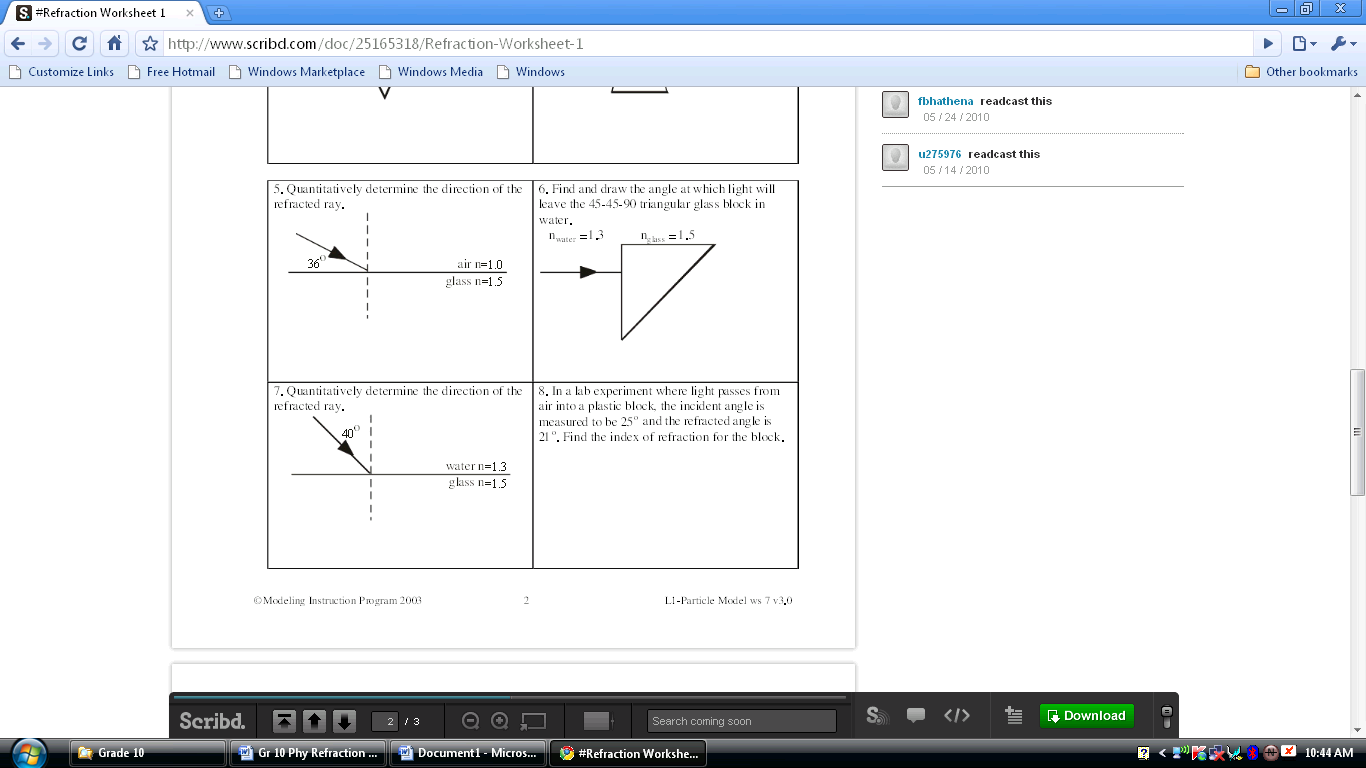 #Refraction Worksheet 1
http://www.scribd.com/doc/25165318/Refraction-Worksheet-1
Customize Links
Free Hotmail
Windows Marketplace
Windows Media
Windows
Other bookmarks
fbhathena readcast this
05 / 24 / 2010
u275976 readcast this
05 / 14 / 2010
5. Quantitatively determine the direction of the
refracted ray.
36°
air n=1.0
glass n=1.5
6. Find and draw the angle at which light will
leave the 45-45-90 triangular glass block in
water.
nwater =1.3
nglass =1.5
7. Quantitatively determine the direction of the
refracted ray.
40°
water n=1.3
glass n=1.5
8. In a lab experiment where light passes from
air into a plastic block, the incident angle is
measured to be 25° and the refracted angle is
21°. Find the index of refraction for the block.
©Modeling Instruction Program 2003
2
L1-Particle Model ws 7 v3.0
Scribd.
2 / 3
Search coming soon
Download
Grade 10
Gr 10 Phy Refraction ...
Document1 - Micros...
#Refraction Workshe...
10:44 AM